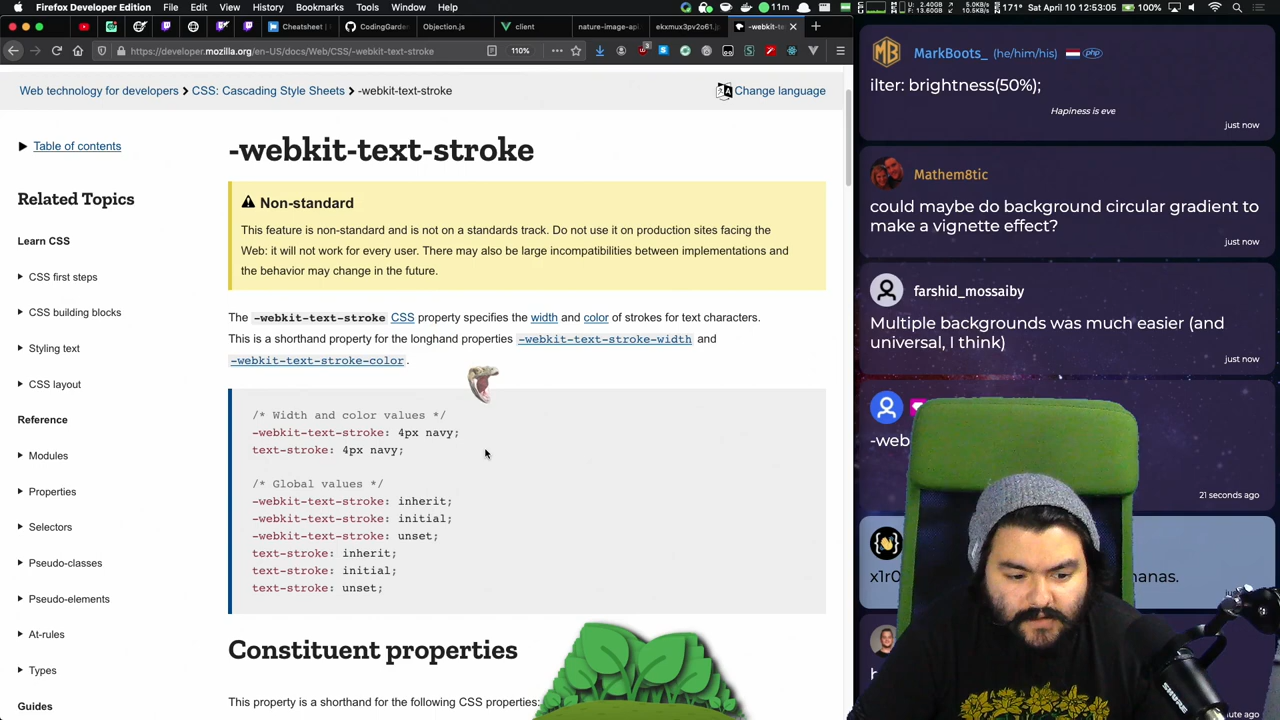 Firefox Developer Edition File Edit View History Bookmarks Tools Window Help
11m
171° Sat April 10 12:53:05
100%
Cheatsheet
CodingGarden
Objection.js
client
nature-image-api
ekxmux3pv2o61.j
-webkit-te
https://developer.mozilla.org/en-US/docs/Web/CSS/-webkit-text-stroke
110%
Web technology for developers
CSS: Cascading Style Sheets
-webkit-text-stroke
Change language
Table of contents
Related Topics
Learn CSS
CSS first steps
CSS building blocks
Styling text
CSS layout
Reference
Modules
Properties
Selectors
Pseudo-classes
Pseudo-elements
At-rules
Types
Guides
-webkit-text-stroke
Non-standard
This feature is non-standard and is not on a standards track. Do not use it on production sites facing the
Web: it will not work for every user. There may also be large incompatibilities between implementations and
the behavior may change in the future.
The -webkit-text-stroke CSS property specifies the width and color of strokes for text characters.
This is a shorthand property for the longhand properties -webkit-text-stroke-width and
-webkit-text-stroke-color.
/* Width and color values */
-webkit-text-stroke: 4px navy;
text-stroke: 4px navy;
/* Global values */
-webkit-text-stroke: inherit;
-webkit-text-stroke: initial;
-webkit-text-stroke: unset;
text-stroke: inherit;
text-stroke: initial;
text-stroke: unset;
Constituent properties
This property is a shorthand for the following CSS properties:
MB
MarkBoots_ (he/him/his)
php
ilter: brightness(50%);
Hapiness is eve
just now
Mathem8tic
could maybe do background circular gradient to
make a vignette effect?
just now
farshid_mossaiby
Multiple backgrounds was much easier (and
universal, I think)
just now
-web
21 seconds ago
x1r0
nanas.
SHURE